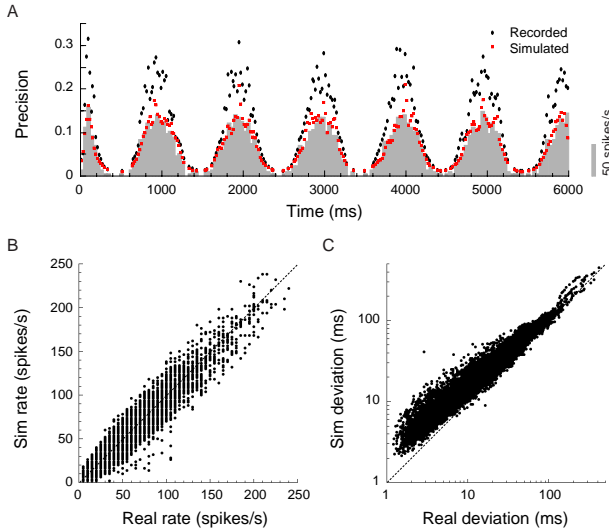 A
Recorded
Simulated
0.3
0.2
0.1
0
Precision
0 1000 2000 3000 4000 5000 6000
Time (ms)
50 spikes/s
B
250
200
150
100
50
0
Sim rate (spikes/s)
0 50 100 150 200 250
Real rate (spikes/s)
C
100
10
1
Sim deviation (ms)
1 10 100
Real deviation (ms)